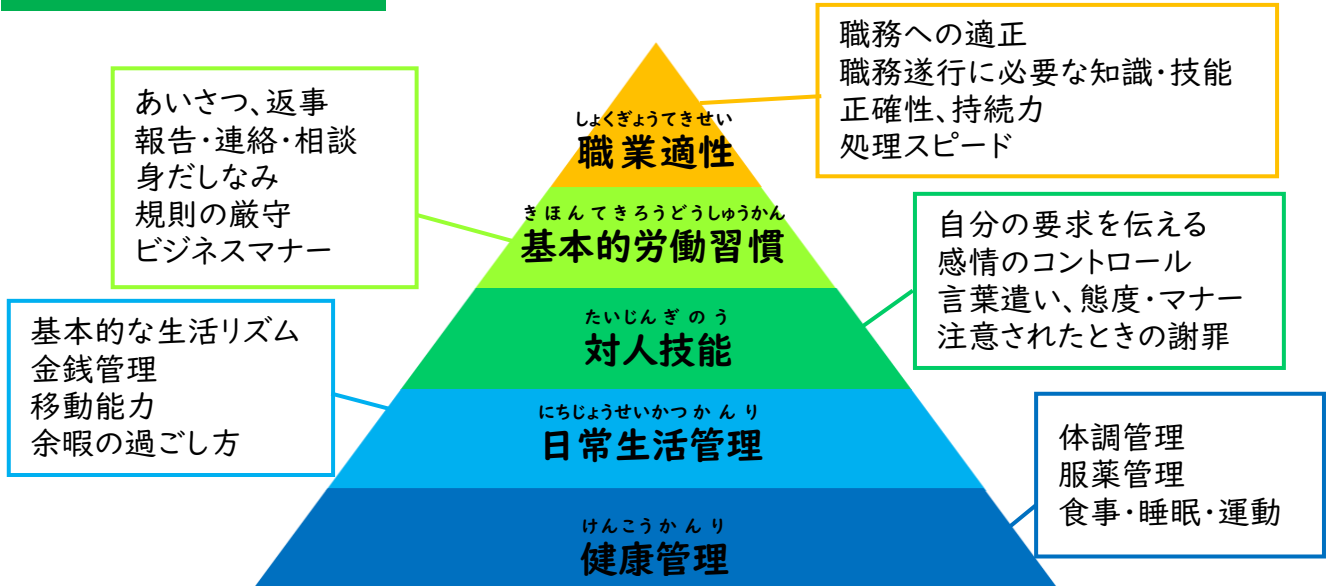 職務への適正
職務遂行に必要な知識・技能
正確性、持続力
処理スピード
あいさつ、返事
報告・連絡・相談
身だしなみ
規則の厳守
ビジネスマナー
しょくぎょうてきせい
職業適性
きほんてきろうどうしゅうかん
基本的労働習慣
自分の要求を伝える
感情のコントロール
言葉遣い、態度・マナー
注意されたときの謝罪
たいじんぎのう
対人技能
基本的な生活リズム
金銭管理
移動能力
余暇の過ごし方
にちじょうせいかつかんり
日常生活管理
体調管理
服薬管理
食事・睡眠・運動
けんこうかんり
健康管理